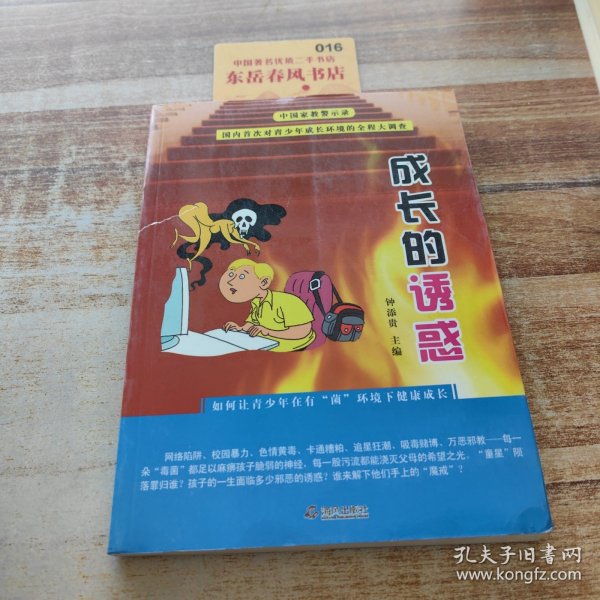 016
中国著名优质二手书店
东岳春风书店
中国家教警示录
国内首次对青少年成长环境的全程大调查
成长的诱惑
钟添贵 主编
如何让青少年在有“菌”环境下健康成长
网络陷阱、校园暴力、色情黄毒、卡通糟粕、追星狂潮、吸毒赌博、万恶邪教——每一
朵“毒菌”都足以麻痹孩子脆弱的神经，每一股污流都能浇灭父母的希望之光。“童星”陨
落罪归谁？孩子的一生面临多少邪恶的诱惑？谁来解下他们手上的“魔戒”？
出版社
孔夫子旧书网
www.kongfz.com